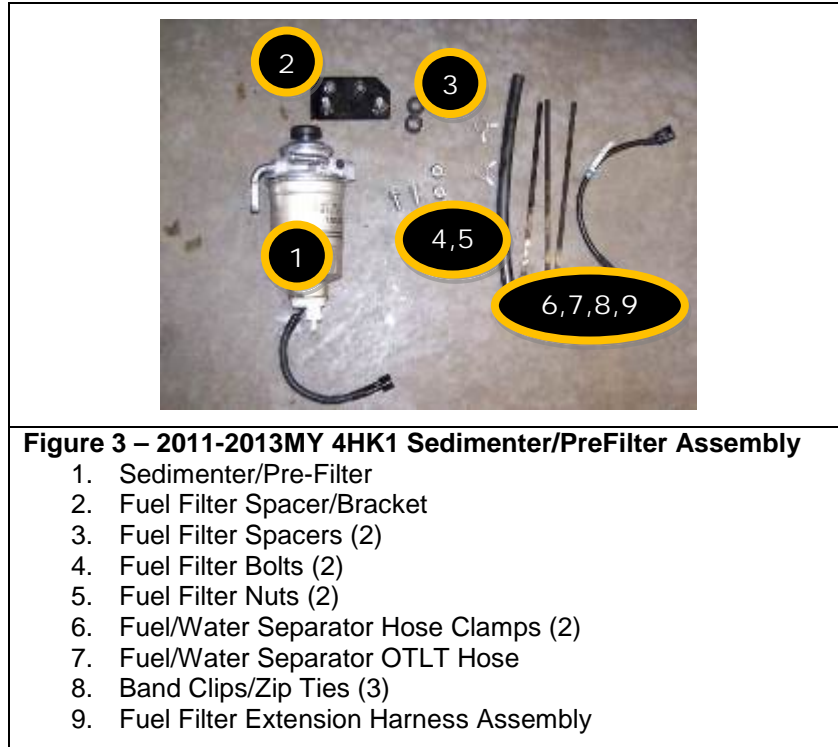 2
3
1
4,5
6,7,8,9
Figure 3 – 2011-2013MY 4HK1 Sedimenter/PreFilter Assembly
1. Sedimenter/Pre-Filter
2. Fuel Filter Spacer/Bracket
3. Fuel Filter Spacers (2)
4. Fuel Filter Bolts (2)
5. Fuel Filter Nuts (2)
6. Fuel/Water Separator Hose Clamps (2)
7. Fuel/Water Separator OTLT Hose
8. Band Clips/Zip Ties (3)
9. Fuel Filter Extension Harness Assembly